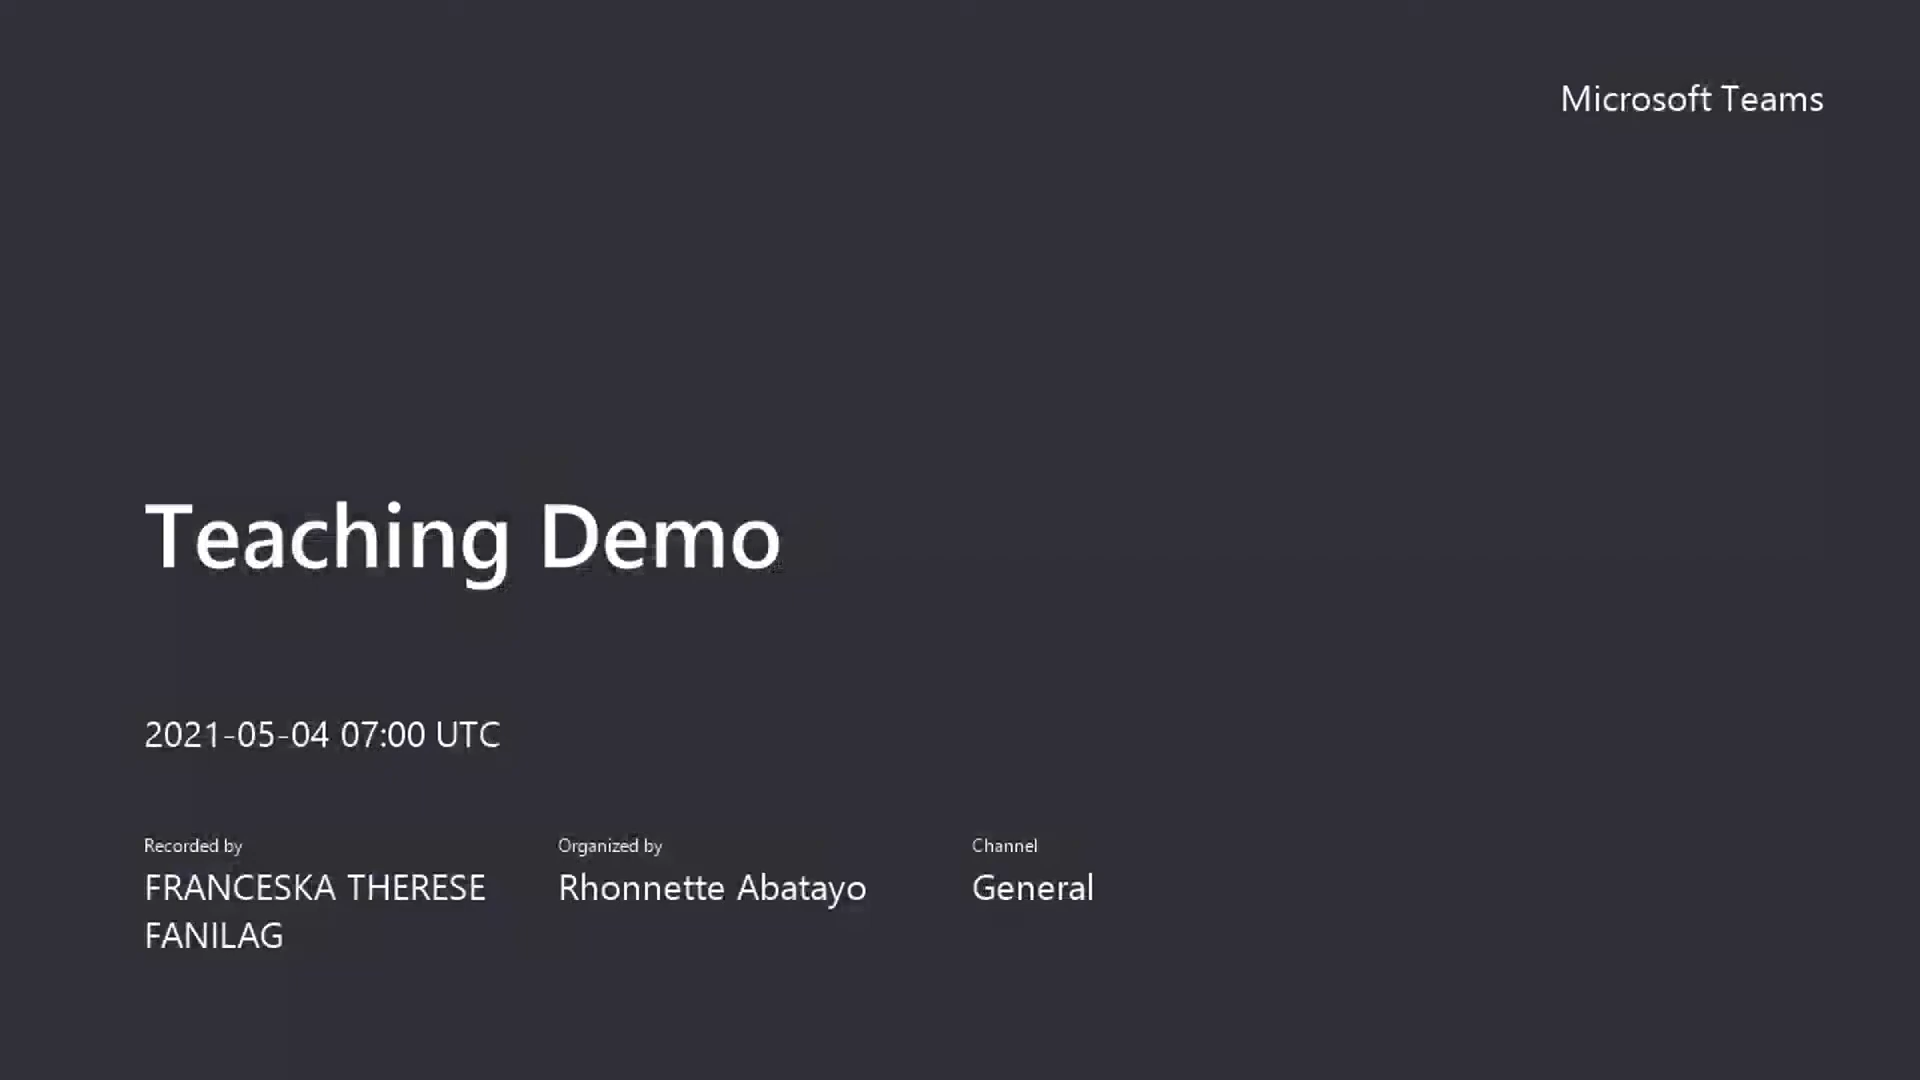 Microsoft Teams
Teaching Demo
2021-05-04 07:00 UTC
Recorded by
FRANCESKA THERESE
FANILAG
Organized by
Rhonnette Abatayo
Channel
General